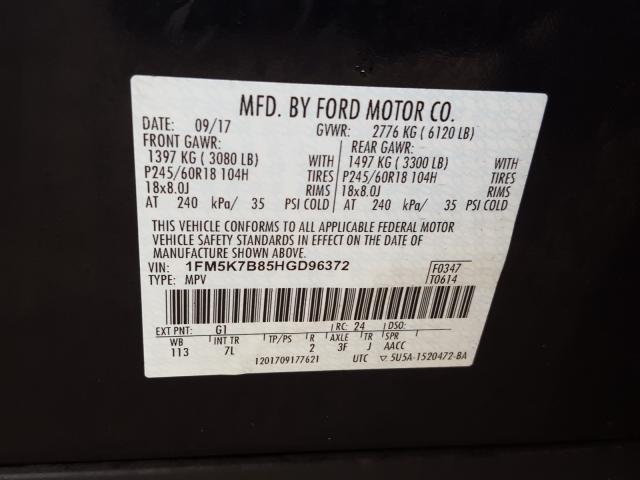 MFD. BY FORD MOTOR CO.
DATE: 09/17 GVWR: 2776 KG ( 6120 LB)
FRONT GAWR: REAR GAWR:
1397 KG ( 3080 LB) WITH 1497 KG ( 3300 LB) WITH
P245/60R18 104H TIRES P245/60R18 104H TIRES
18x8.0J RIMS 18x8.0J RIMS
AT 240 kPa/ 35 PSI COLD AT 240 kPa/ 35 PSI COLD
THIS VEHICLE CONFORMS TO ALL APPLICABLE FEDERAL MOTOR
VEHICLE SAFETY STANDARDS IN EFFECT ON THE DATE OF
MANUFACTURE SHOWN ABOVE.
VIN: 1FM5K7B85HGD96372 F0347
TYPE: MPV T0614
EXT PNT: G1 RC: 24 DSO:
WB INT TR TP/PS R AXLE TR SPR
113 7L 2 3F J AACC
1201709177621 UTC ▽ 5U5A-1520472-BA